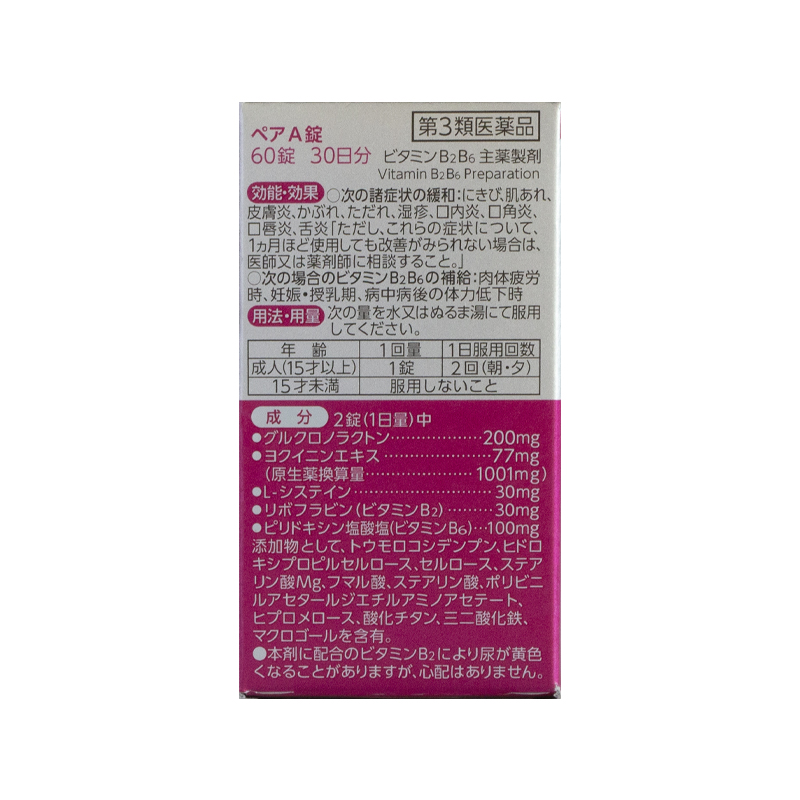 ペアA錠
第3類医薬品
60錠 30日分 ビタミンB2B6主薬製剤
Vitamin B2B6 Preparation
効能・効果 ○次の諸症状の緩和:にきび、肌あれ、
皮膚炎、かぶれ、ただれ、湿疹、口内炎、口角炎、
口唇炎、舌炎「ただし、これらの症状について、
1ヵ月ほど使用しても改善がみられない場合は、
医師又は薬剤師に相談すること。」
○次の場合のビタミンB2B6の補給:肉体疲労
時、妊娠・授乳期、病中病後の体力低下時
用法・用量 次の量を水又はぬるま湯にて服用
してください。
年齢 1回量 1日服用回数
成人(15才以上) 1錠 2回(朝・夕)
15才未満 服用しないこと
成分 2錠(1日量)中
●グルクロノラクトン………………200mg
●ヨクイニンエキス…………………77mg
(原生薬換算量…………………1001mg)
●L-システイン………………………30mg
●リボフラビン(ビタミンB2)………30mg
●ピリドキシン塩酸塩(ビタミンB6)…100mg
添加物として、トウモロコシデンプン、ヒドロ
キシプロピルセルロース、セルロース、ステア
リン酸Mg、フマル酸、ステアリン酸、ポリビニ
ルアセタールジエチルアミノアセテート、
ヒプロメロース、酸化チタン、三二酸化鉄、
マクロゴールを含有。
●本剤に配合のビタミンB2により尿が黄色
くなることがありますが、心配はありません。